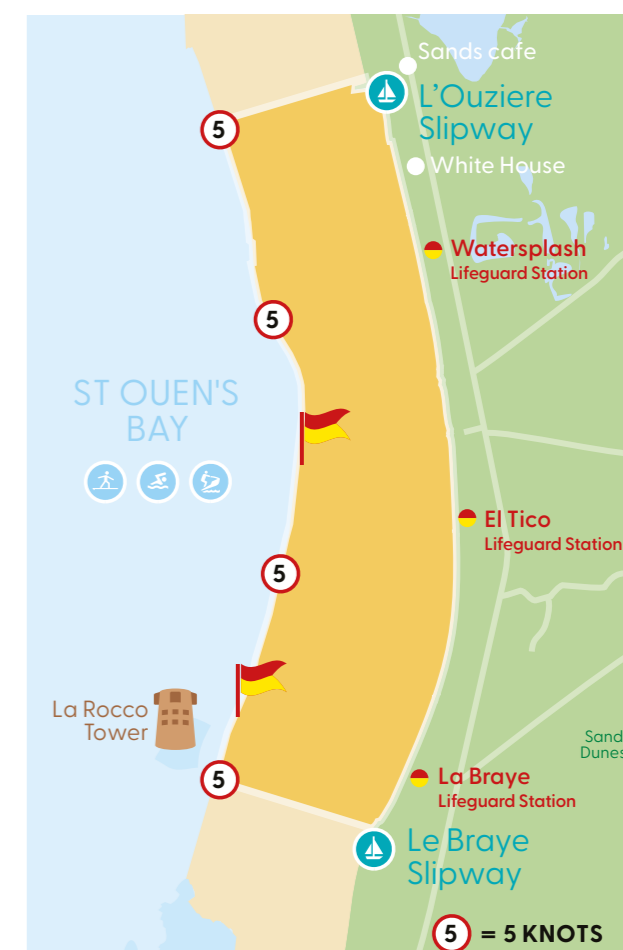 Sands cafe
L'Ouziere
Slipway
5
White House
Watersplash
Lifeguard Station
5
ST OUEN'S
BAY
El Tico
Lifeguard Station
5
La Rocco
Tower
Sand
Dunes
5
La Braye
Lifeguard Station
Le Braye
Slipway
5 = 5 KNOTS